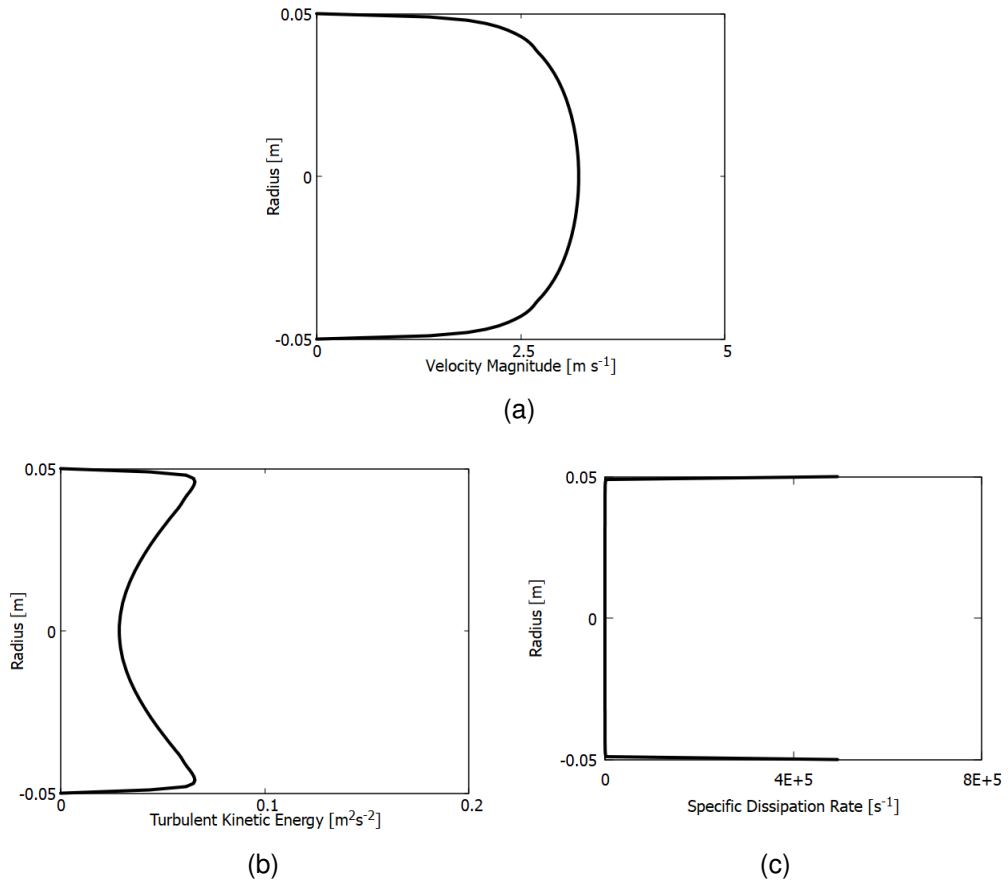 0.05
Radius [m]
0
-0.05
0
2.5
5
Velocity Magnitude [m s⁻¹]
(a)
0.05
Radius [m]
0
-0.05
0
0.1
0.2
Turbulent Kinetic Energy [m²s⁻²]
(b)
0.05
Radius [m]
0
-0.05
0
4E+5
8E+5
Specific Dissipation Rate [s⁻¹]
(c)